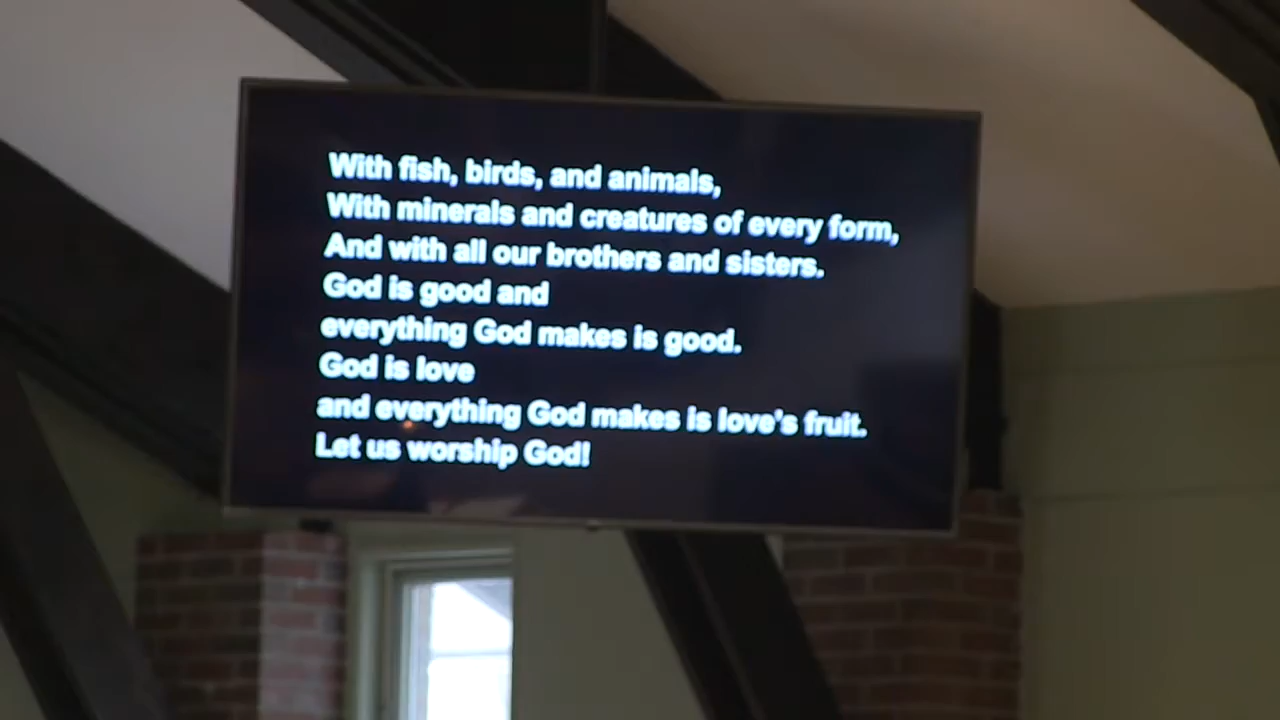 With fish, birds, and animals,
With minerals and creatures of every form,
And with all our brothers and sisters.
God is good and
everything God makes is good.
God is love
and everything God makes is love's fruit.
Let us worship God!